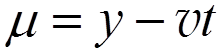 μ = y − vt